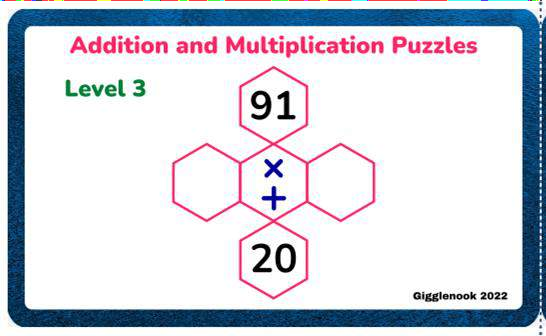 Addition and Multiplication Puzzles
Level 3
91
×
+
20
Gigglenook 2022